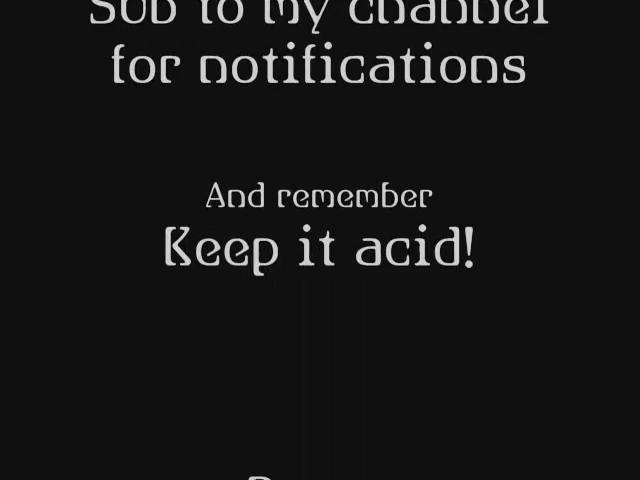 Sub to my channel
for notifications
And remember
Keep it acid!